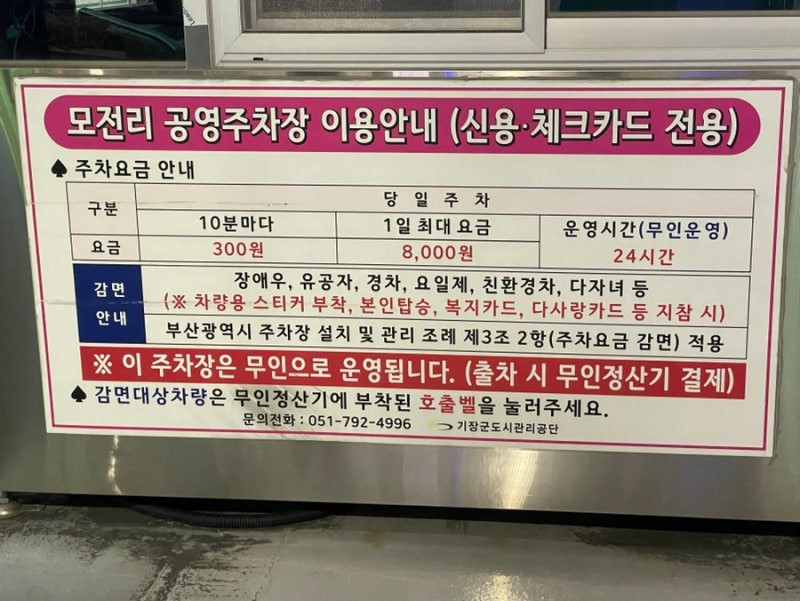 모전리 공영주차장 이용안내 (신용·체크카드 전용)
♠ 주차요금 안내
구분
당 일 주 차
10분마다
1일 최대 요금
운영시간(무인운영)
요금
300원
8,000원
24시간
감면
안내
장애우, 유공자, 경차, 요일제, 친환경차, 다자녀 등
(※ 차량용 스티커 부착, 본인탑승, 복지카드, 다사랑카드 등 지참 시)
부산광역시 주차장 설치 및 관리 조례 제3조 2항(주차요금 감면) 적용
※ 이 주차장은 무인으로 운영됩니다. (출차 시 무인정산기 결제)
♠ 감면대상차량은 무인정산기에 부착된 호출벨을 눌러주세요.
문의전화 : 051-792-4996 기장군도시관리공단